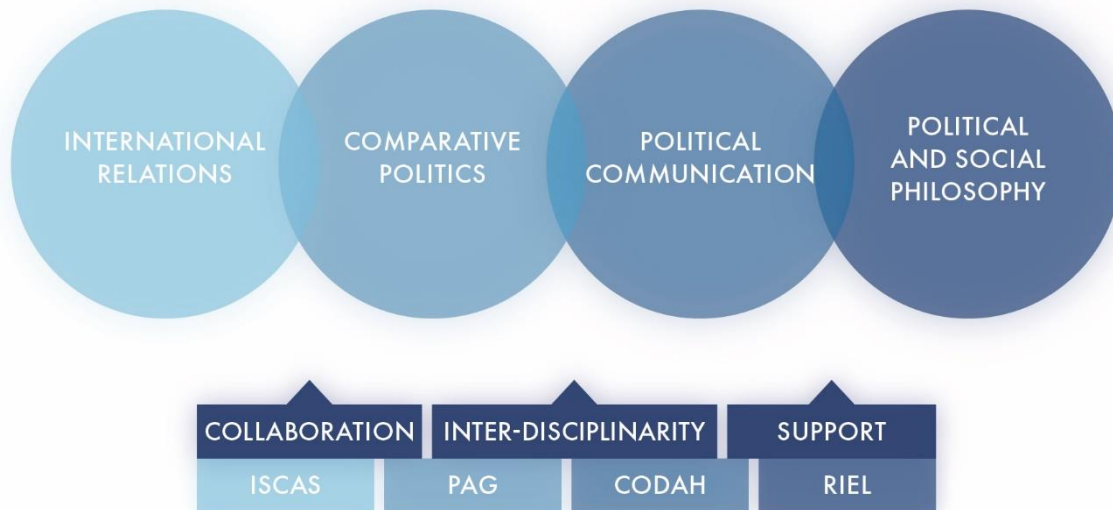 INTERNATIONAL
RELATIONS
COMPARATIVE
POLITICS
POLITICAL
COMMUNICATION
POLITICAL
AND SOCIAL
PHILOSOPHY
COLLABORATION
INTER-DISCIPLINARITY
SUPPORT
ISCAS
PAG
CODAH
RIEL